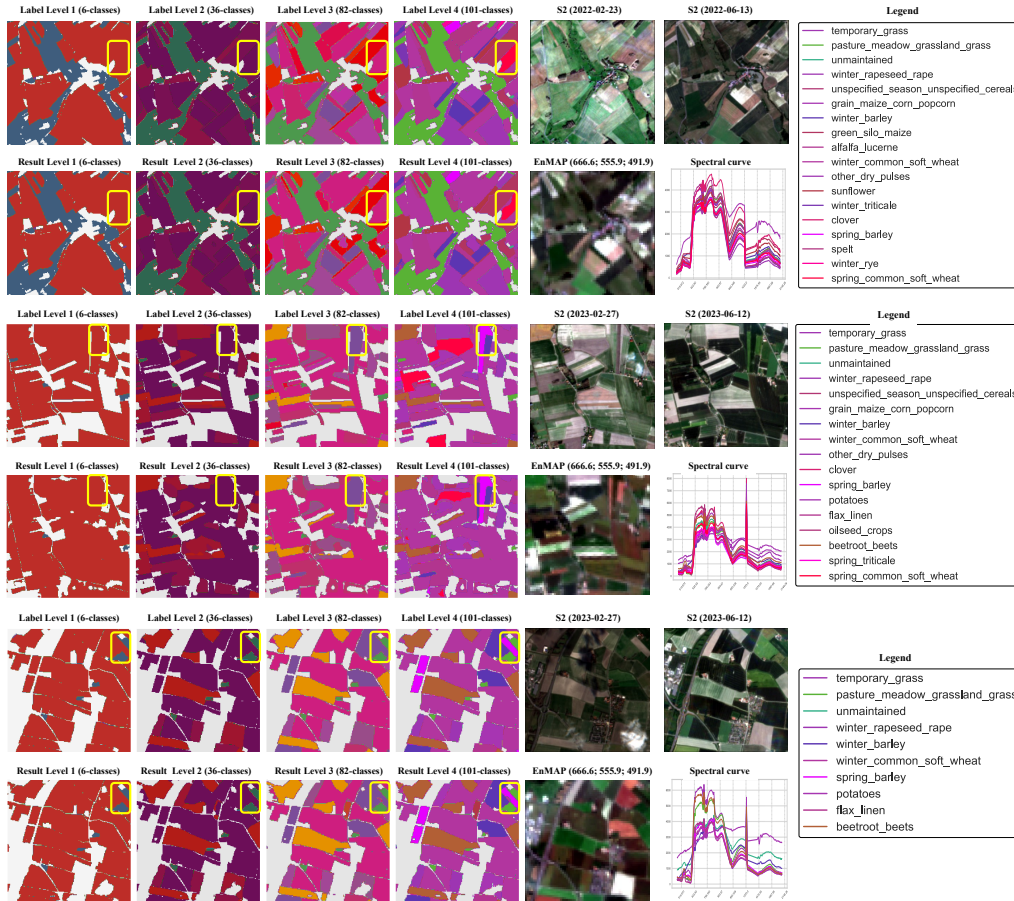 Label Level 1 (6-classes) Label Level 2 (36-classes) Label Level 3 (82-classes) Label Level 4 (101-classes) S2 (2022-02-23) S2 (2022-06-13) Legend
temporary_grass
pasture_meadow_grassland_grass
unmaintained
winter_rapeseed_rape
unspecified_season_unspecified_cereals
grain_maize_corn_popcorn
winter_barley
green_silo_maize
alfalfa_lucerne
winter_common_soft_wheat
other_dry_pulses
sunflower
winter_triticale
clover
spring_barley
spelt
winter_rye
spring_common_soft_wheat
Result Level 1 (6-classes) Result Level 2 (36-classes) Result Level 3 (82-classes) Result Level 4 (101-classes) EnMAP (666.6; 555.9; 491.9) Spectral curve
Label Level 1 (6-classes) Label Level 2 (36-classes) Label Level 3 (82-classes) Label Level 4 (101-classes) S2 (2023-02-27) S2 (2023-06-12) Legend
temporary_grass
pasture_meadow_grassland_grass
unmaintained
winter_rapeseed_rape
unspecified_season_unspecified_cereals
grain_maize_corn_popcorn
winter_barley
winter_common_soft_wheat
other_dry_pulses
clover
spring_barley
potatoes
flax_linen
oilseed_crops
beetroot_beets
spring_triticale
spring_common_soft_wheat
Result Level 1 (6-classes) Result Level 2 (36-classes) Result Level 3 (82-classes) Result Level 4 (101-classes) EnMAP (666.6; 555.9; 491.9) Spectral curve
Label Level 1 (6-classes) Label Level 2 (36-classes) Label Level 3 (82-classes) Label Level 4 (101-classes) S2 (2023-02-27) S2 (2023-06-12)
Legend
temporary_grass
pasture_meadow_grassland_grass
unmaintained
winter_rapeseed_rape
winter_barley
winter_common_soft_wheat
spring_barley
potatoes
flax_linen
beetroot_beets
Result Level 1 (6-classes) Result Level 2 (36-classes) Result Level 3 (82-classes) Result Level 4 (101-classes) EnMAP (666.6; 555.9; 491.9) Spectral curve